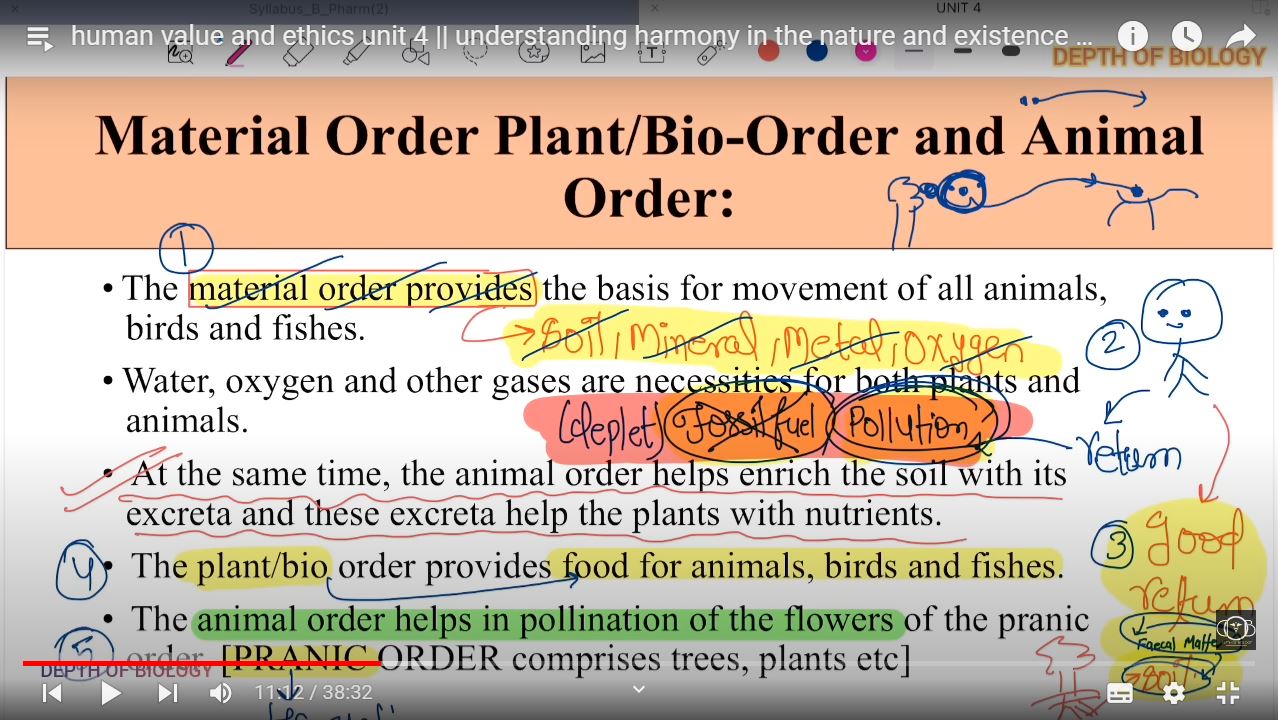 Syllabus_B_Pharm(2)
UNIT 4
human value and ethics unit 4 || understanding harmony in the nature and existence ...
DEPTH OF BIOLOGY
Material Order Plant/Bio-Order and Animal
Order:
1
• The material order provides the basis for movement of all animals,
birds and fishes.
Soil, Mineral, Metal, Oxygen
2
• Water, oxygen and other gases are necessities for both plants and
animals.
(deplet) Fossil fuel Pollution
return
• At the same time, the animal order helps enrich the soil with its
excreta and these excreta help the plants with nutrients.
3 Good
return
Faecal Matter
Soil
4 • The plant/bio order provides food for animals, birds and fishes.
5 • The animal order helps in pollination of the flowers of the pranic
order. [PRANIC ORDER comprises trees, plants etc]
DEPTH OF BIOLOGY
11:12 / 38:32